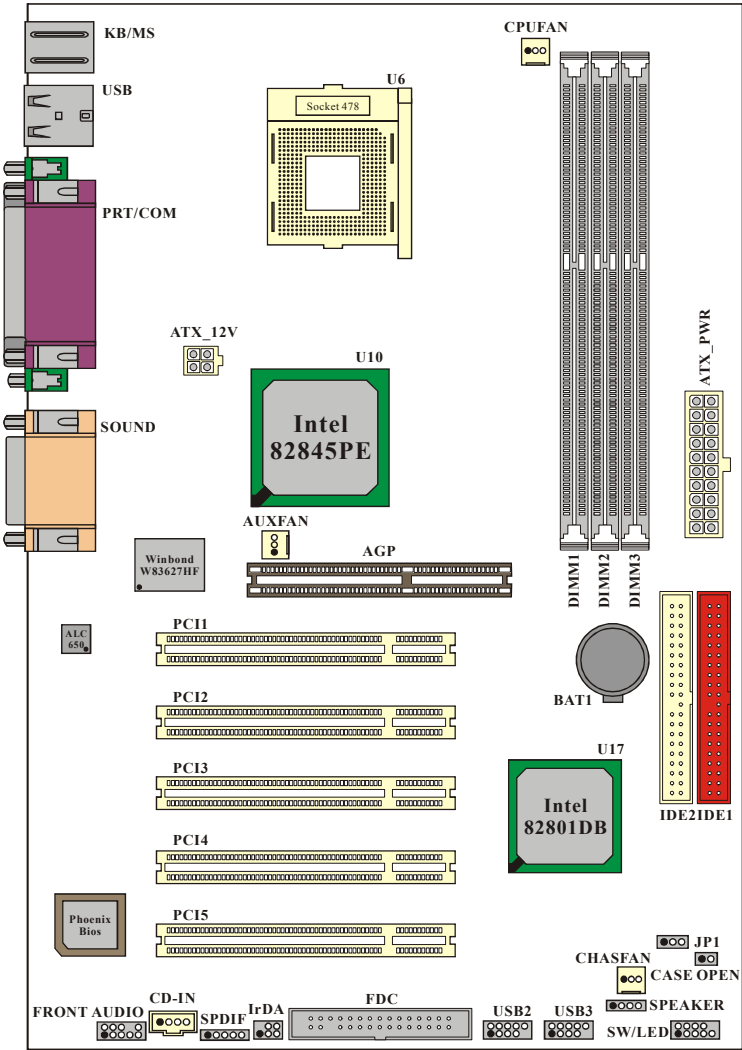 KB/MS
CPUFAN
USB
U6
Socket 478
PRT/COM
ATX_12V
U10
ATX_PWR
Intel
82845PE
SOUND
AUXFAN
AGP
Winbond
W83627HF
DIMM1
DIMM2
DIMM3
ALC
650
PCI1
BAT1
PCI2
U17
PCI3
Intel
82801DB
IDE2
IDE1
PCI4
Phoenix
Bios
PCI5
JP1
CHASFAN
CASE OPEN
FRONT AUDIO
CD-IN
SPDIF
IrDA
FDC
USB2
USB3
SPEAKER
SW/LED